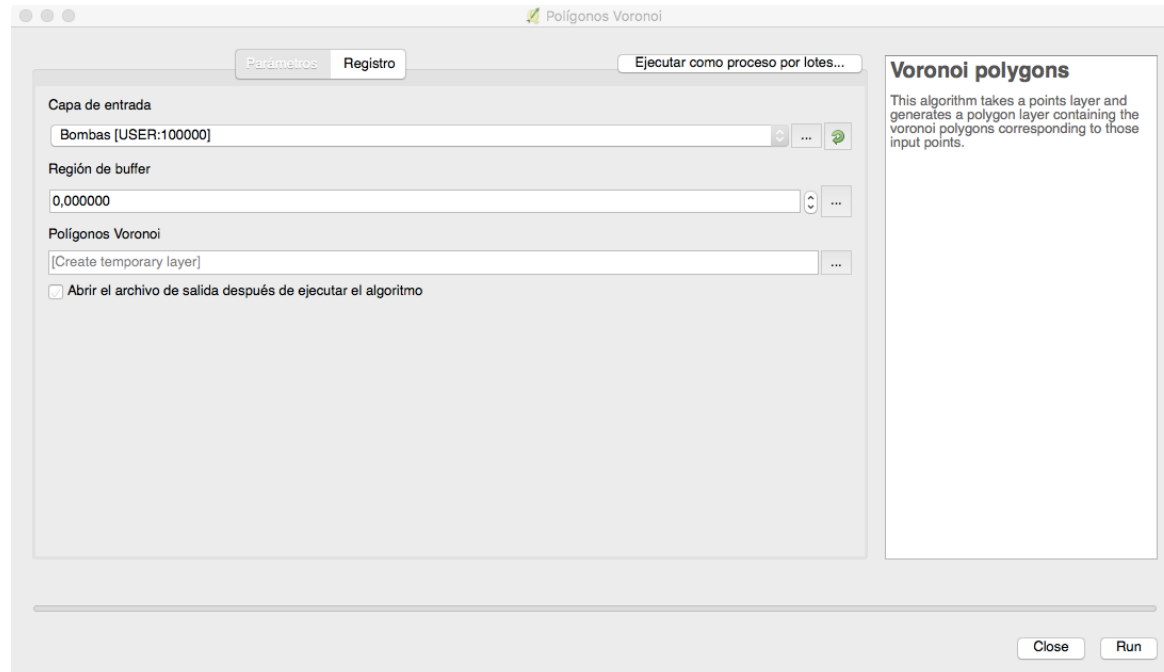 Polígonos Voronoi
Parámetros
Registro
Ejecutar como proceso por lotes...
Capa de entrada
Bombas [USER:100000]
...
Región de buffer
0,000000
...
Polígonos Voronoi
[Create temporary layer]
...
Abrir el archivo de salida después de ejecutar el algoritmo
Voronoi polygons
This algorithm takes a points layer and
generates a polygon layer containing the
voronoi polygons corresponding to those
input points.
Close
Run